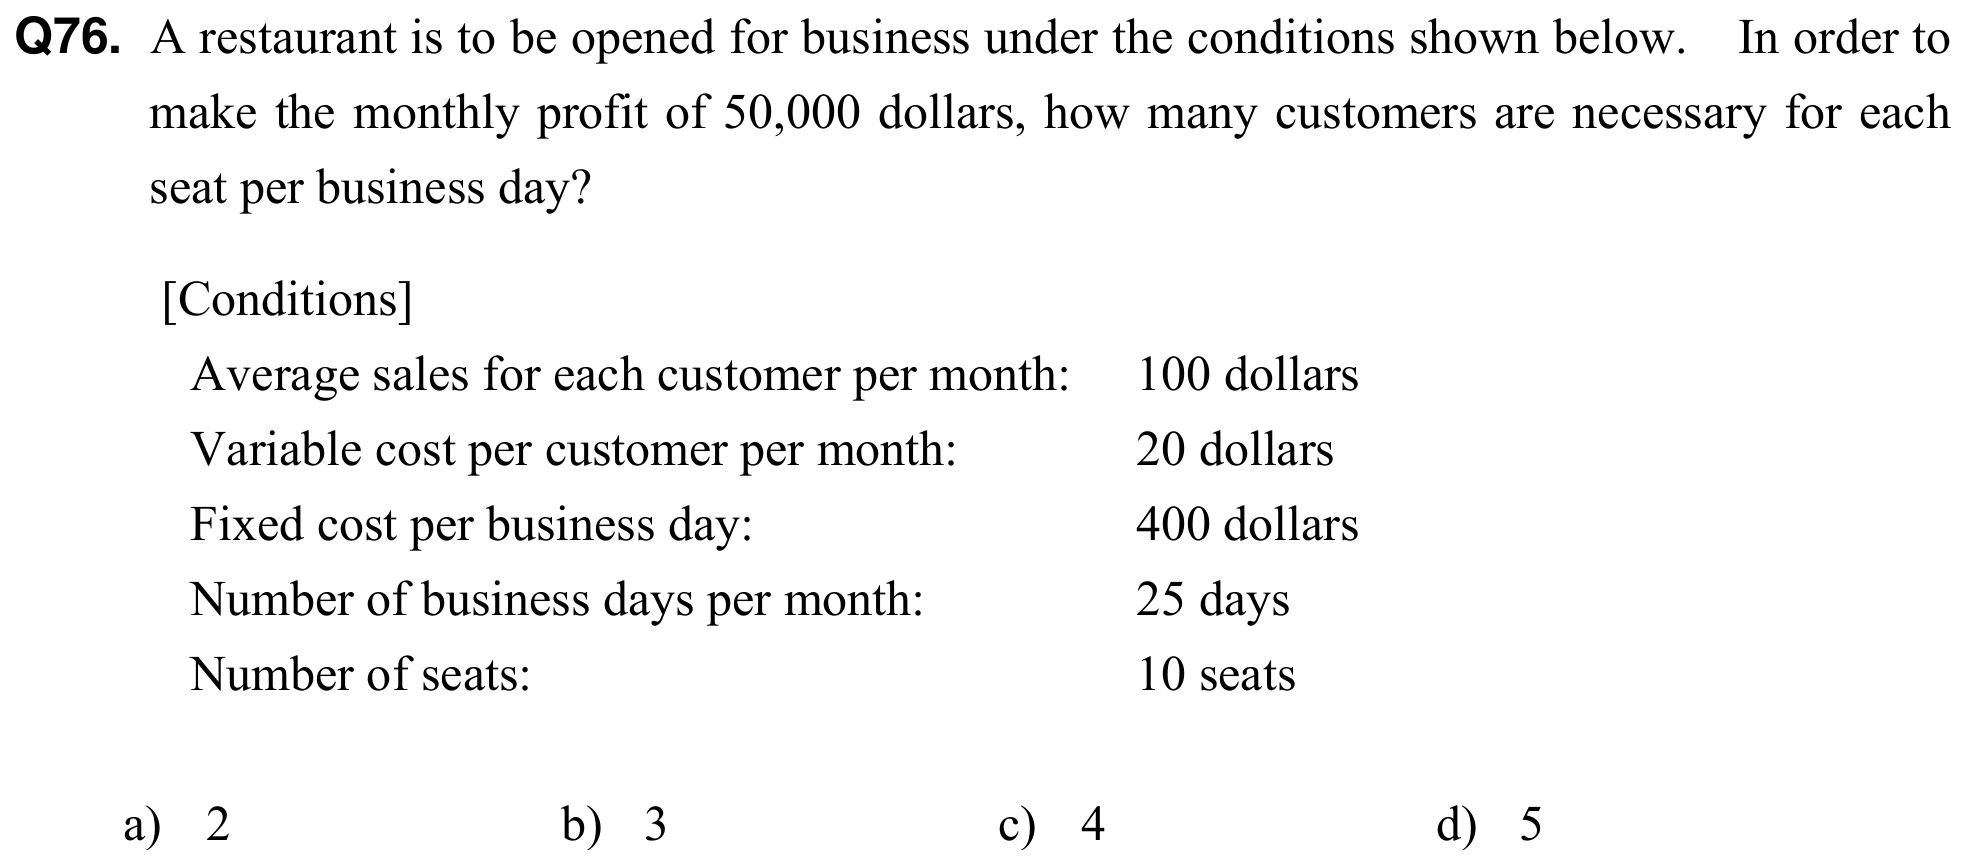 Q76. A restaurant is to be opened for business under the conditions shown below. In order to
make the monthly profit of 50,000 dollars, how many customers are necessary for each
seat per business day?
[Conditions]
Average sales for each customer per month: 100 dollars
Variable cost per customer per month: 20 dollars
Fixed cost per business day: 400 dollars
Number of business days per month: 25 days
Number of seats: 10 seats
a) 2 b) 3 c) 4 d) 5